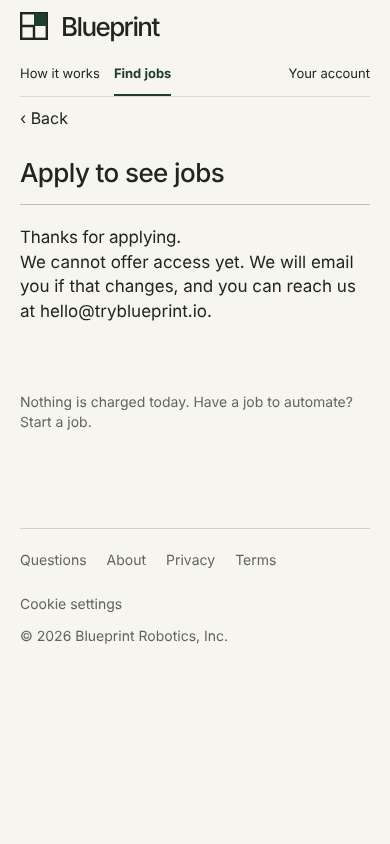 Blueprint
How it works Find jobs Your account
‹ Back
Apply to see jobs
Thanks for applying.
We cannot offer access yet. We will email
you if that changes, and you can reach us
at hello@tryblueprint.io.
Nothing is charged today. Have a job to automate?
Start a job.
Questions About Privacy Terms
Cookie settings
© 2026 Blueprint Robotics, Inc.